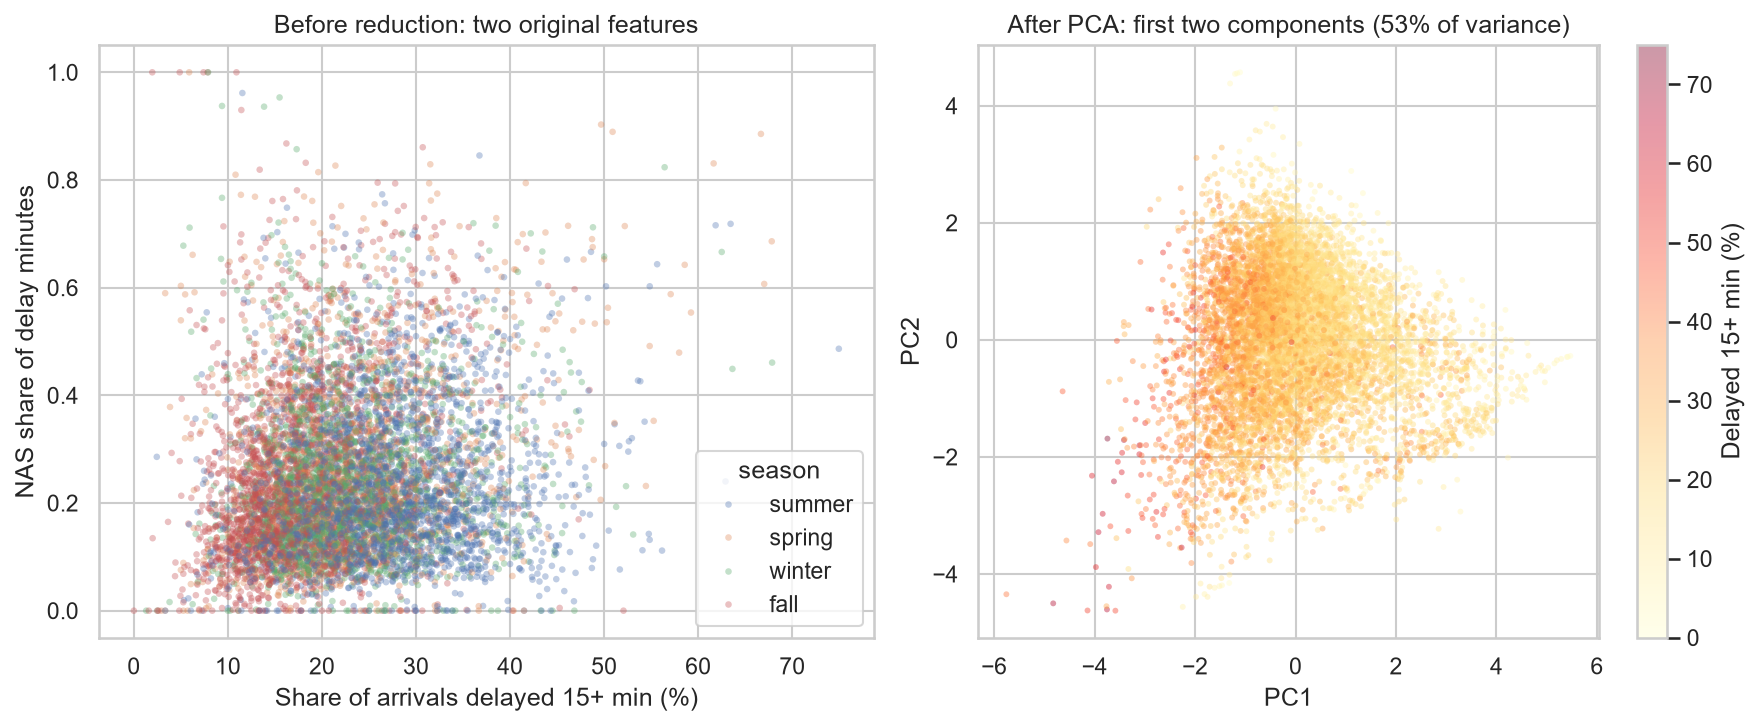 Before reduction: two original features
NAS share of delay minutes
1.0
0.8
0.6
0.4
0.2
0.0
season
summer
spring
winter
fall
0 10 20 30 40 50 60 70
Share of arrivals delayed 15+ min (%)
After PCA: first two components (53% of variance)
PC2
4
2
0
−2
−4
−6 −4 −2 0 2 4 6
PC1
70
60
50
40
30
20
10
0
Delayed 15+ min (%)